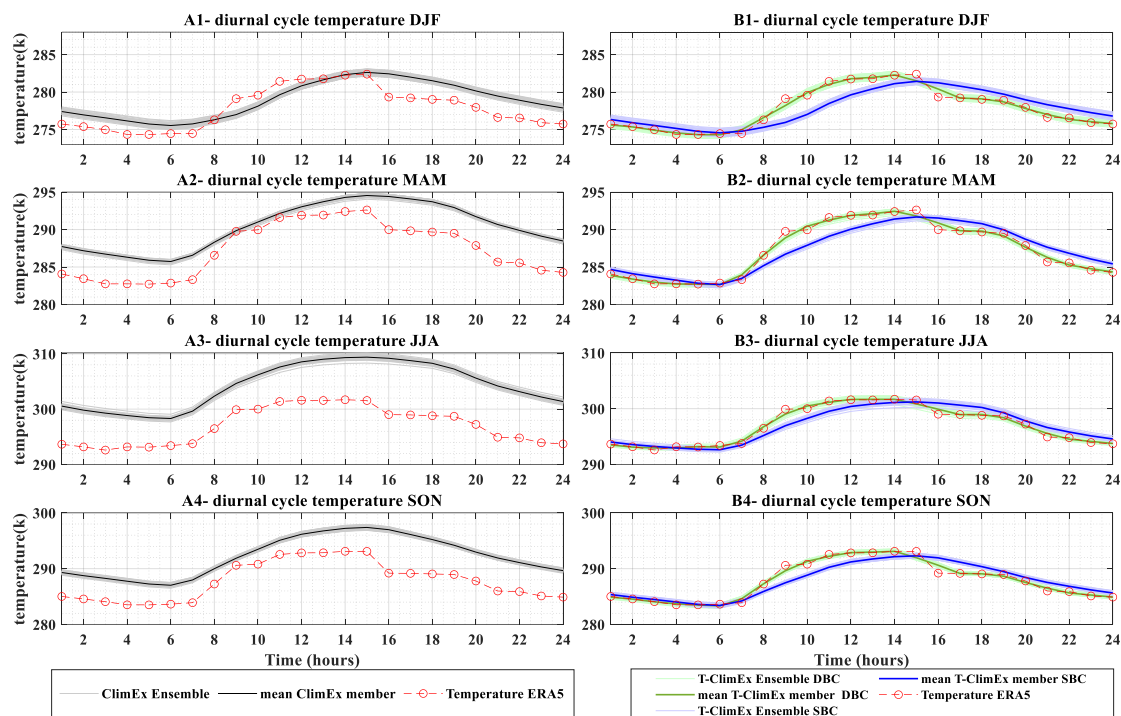 A1- diurnal cycle temperature DJF
temperature(k)
285
280
275
2 4 6 8 10 12 14 16 18 20 22 24
A2- diurnal cycle temperature MAM
295
290
285
280
2 4 6 8 10 12 14 16 18 20 22 24
A3- diurnal cycle temperature JJA
temperature(k)
310
300
290
2 4 6 8 10 12 14 16 18 20 22 24
A4- diurnal cycle temperature SON
temperature(k)
300
290
280
2 4 6 8 10 12 14 16 18 20 22 24
Time (hours)
ClimEx Ensemble mean ClimEx member Temperature ERA5
B1- diurnal cycle temperature DJF
285
280
275
2 4 6 8 10 12 14 16 18 20 22 24
B2- diurnal cycle temperature MAM
295
290
285
280
2 4 6 8 10 12 14 16 18 20 22 24
B3- diurnal cycle temperature JJA
310
300
290
2 4 6 8 10 12 14 16 18 20 22 24
B4- diurnal cycle temperature SON
300
290
280
2 4 6 8 10 12 14 16 18 20 22 24
Time (hours)
T-ClimEx Ensemble DBC mean T-ClimEx member SBC
mean T-ClimEx member DBC Temperature ERA5
T-ClimEx Ensemble SBC